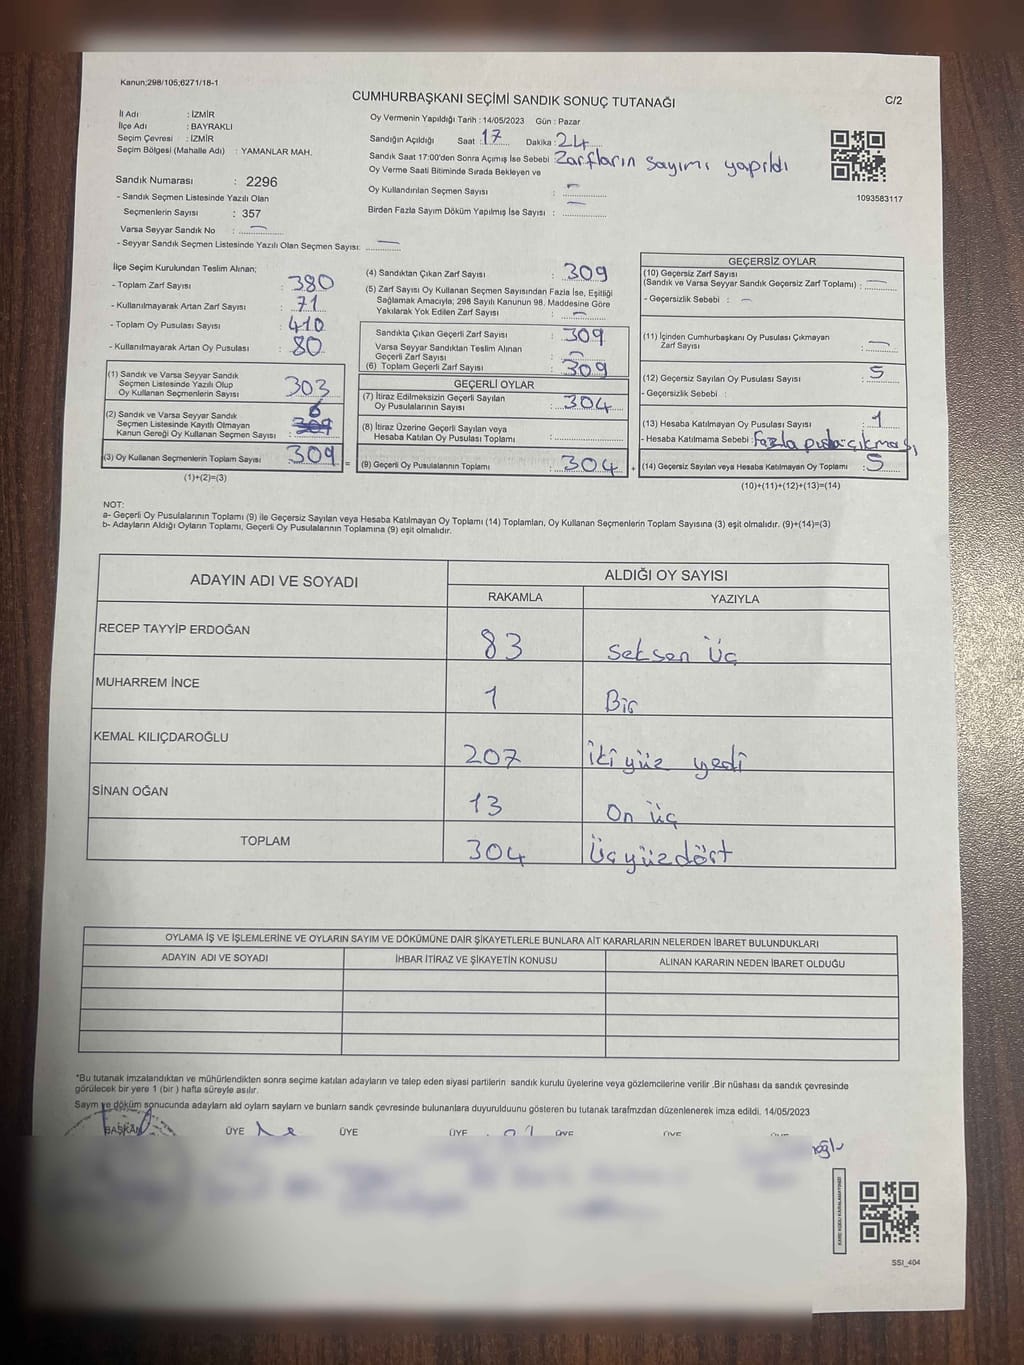 Kanun;298/105;6271/18-1
CUMHURBAŞKANI SEÇİMİ SANDIK SONUÇ TUTANAĞI
C/2
İl Adı : İZMİR
İlçe Adı : BAYRAKLI
Seçim Çevresi : İZMİR
Seçim Bölgesi (Mahalle Adı) : YAMANLAR MAH.
Sandık Numarası : 2296
- Sandık Seçmen Listesinde Yazılı Olan
Seçmenlerin Sayısı : 357
Varsa Seyyar Sandık No : —
- Seyyar Sandık Seçmen Listesinde Yazılı Olan Seçmen Sayısı: —
Oy Vermenin Yapıldığı Tarih : 14/05/2023 Gün : Pazar
Sandığın Açıldığı Saat : 17 Dakika : 24
Sandık Saat 17:00'den Sonra Açımış İse Sebebi Zarfların sayımı yapıldı
Oy Verme Saati Bitiminde Sırada Bekleyen ve
Oy Kullandırılan Seçmen Sayısı : —
Birden Fazla Sayım Döküm Yapılmış İse Sayısı : —
1093583117
İlçe Seçim Kurulundan Teslim Alınan;
- Toplam Zarf Sayısı : 380
- Kullanılmayarak Artan Zarf Sayısı : 71
- Toplam Oy Pusulası Sayısı : 410
- Kullanılmayarak Artan Oy Pusulası : 80
(1) Sandık ve Varsa Seyyar Sandık
Seçmen Listesinde Yazılı Olup
Oy Kullanan Seçmenlerin Sayısı : 303
(2) Sandık ve Varsa Seyyar Sandık
Seçmen Listesinde Kayıtlı Olmayan
Kanun Gereği Oy Kullanan Seçmen Sayısı : 6
(3) Oy Kullanan Seçmenlerin Toplam Sayısı : 309
(1)+(2)=(3)
(4) Sandıktan Çıkan Zarf Sayısı : 309
(5) Zarf Sayısı Oy Kullanan Seçmen Sayısından Fazla İse, Eşitliği
Sağlamak Amacıyla; 298 Sayılı Kanunun 98. Maddesine Göre
Yakılarak Yok Edilen Zarf Sayısı : —
Sandıkta Çıkan Geçerli Zarf Sayısı : 309
Varsa Seyyar Sandıktan Teslim Alınan
Geçerli Zarf Sayısı : —
(6) Toplam Geçerli Zarf Sayısı : 309
GEÇERLİ OYLAR
(7) İtiraz Edilmeksizin Geçerli Sayılan
Oy Pusulalarının Sayısı : 304
(8) İtiraz Üzerine Geçerli Sayılan veya
Hesaba Katılan Oy Pusulası Toplamı :
= (9) Geçerli Oy Pusulalarının Toplamı : 304 +
GEÇERSİZ OYLAR
(10) Geçersiz Zarf Sayısı
(Sandık ve Varsa Seyyar Sandık Geçersiz Zarf Toplamı) : —
- Geçersizlik Sebebi : —
(11) İçinden Cumhurbaşkanı Oy Pusulası Çıkmayan
Zarf Sayısı : —
(12) Geçersiz Sayılan Oy Pusulası Sayısı : 5
- Geçersizlik Sebebi :
(13) Hesaba Katılmayan Oy Pusulası Sayısı : 1
- Hesaba Katılmama Sebebi : fazla çıkması
(14) Geçersiz Sayılan veya Hesaba Katılmayan Oy Toplamı : 5
(10)+(11)+(12)+(13)=(14)
NOT:
a- Geçerli Oy Pusulalarının Toplamı (9) ile Geçersiz Sayılan veya Hesaba Katılmayan Oy Toplamı (14) Toplamları, Oy Kullanan Seçmenlerin Toplam Sayısına (3) eşit olmalıdır. (9)+(14)=(3)
b- Adayların Aldığı Oyların Toplamı, Geçerli Oy Pusulalarının Toplamına (9) eşit olmalıdır.
ADAYIN ADI VE SOYADI
ALDIĞI OY SAYISI
RAKAMLA YAZIYLA
RECEP TAYYİP ERDOĞAN 83 Seksen Üç
MUHARREM İNCE 1 Bir
KEMAL KILIÇDAROĞLU 207 İki yüz yedi
SİNAN OĞAN 13 On üç
TOPLAM 304 Üç yüz dört
OYLAMA İŞ VE İŞLEMLERİNE VE OYLARIN SAYIM VE DÖKÜMÜNE DAİR ŞİKAYETLERLE BUNLARA AİT KARARLARIN NELERDEN İBARET BULUNDUKLARI
ADAYIN ADI VE SOYADI İHBAR İTİRAZ VE ŞİKAYETİN KONUSU ALINAN KARARIN NEDEN İBARET OLDUĞU
*Bu tutanak imzalandıktan ve mühürlendikten sonra seçime katılan adayların ve talep eden siyasi partilerin sandık kurulu üyelerine veya gözlemcilerine verilir .Bir nüshası da sandık çevresinde
görülecek bir yere 1 (bir ) hafta süreyle asılır.
Sayım ve döküm sonucunda adayların ald oyların sayların ve bunların sandk çevresinde bulunanlara duyurulduunu gösteren bu tutanak tarafmzdan düzenlenerek imza edildi. 14/05/2023
BAŞKAN ÜYE ÜYE ÜYE ÜYE
SSI_404